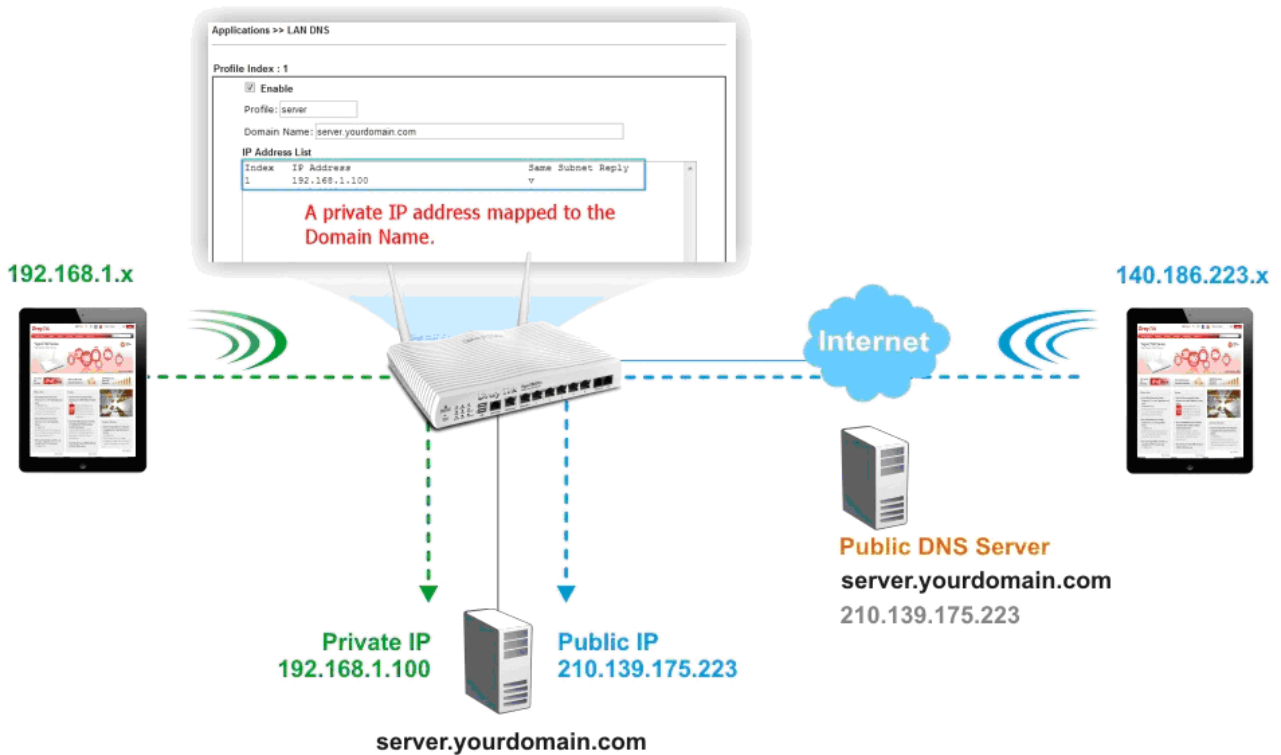 Applications >> LAN DNS
Profile Index : 1
Enable
Profile: server
Domain Name: server.yourdomain.com
IP Address List
Index IP Address Same Subnet Reply
1 192.168.1.100 v
A private IP address mapped to the
Domain Name.
192.168.1.x
140.186.223.x
Internet
Public DNS Server
server.yourdomain.com
210.139.175.223
Private IP
192.168.1.100
Public IP
210.139.175.223
server.yourdomain.com